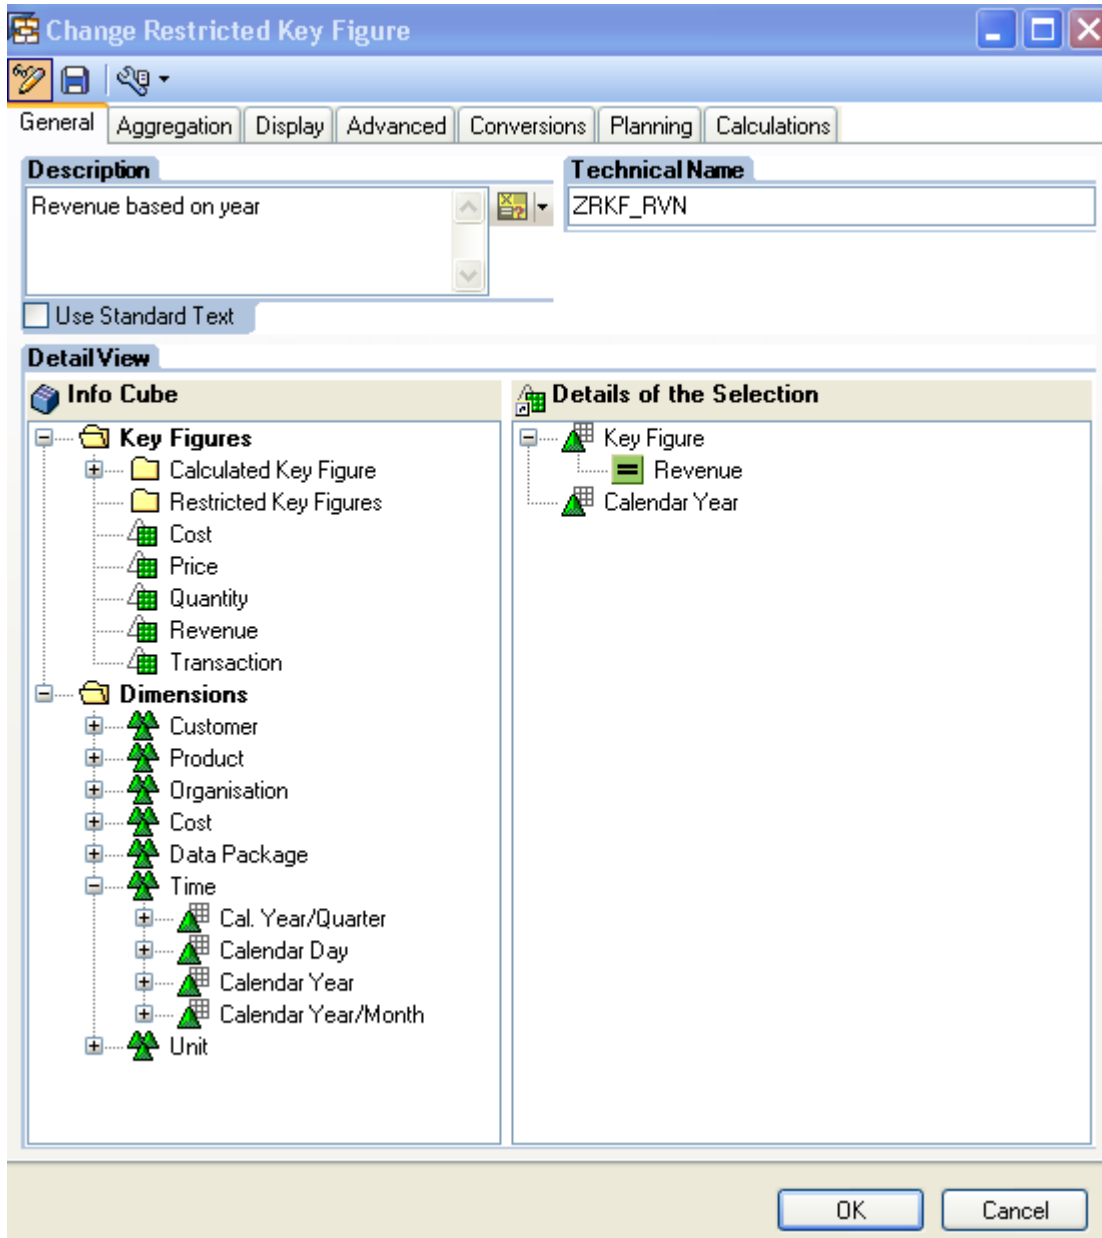 Change Restricted Key Figure
General Aggregation Display Advanced Conversions Planning Calculations
Description
Technical Name
Revenue based on year
ZRKF_RVN
Use Standard Text
Detail View
Info Cube
Details of the Selection
Key Figures
Calculated Key Figure
Restricted Key Figures
Cost
Price
Quantity
Revenue
Transaction
Dimensions
Customer
Product
Organisation
Cost
Data Package
Time
Cal. Year/Quarter
Calendar Day
Calendar Year
Calendar Year/Month
Unit
Key Figure
Revenue
Calendar Year
OK Cancel